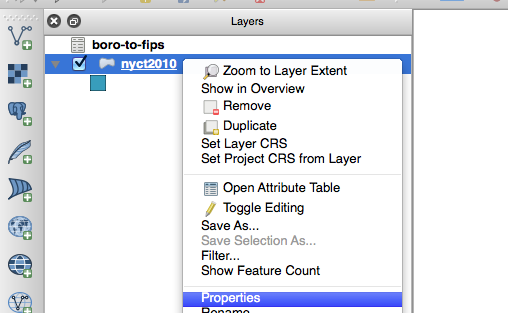 Layers
boro-to-fips
nyct2010
Zoom to Layer Extent
Show in Overview
Remove
Duplicate
Set Layer CRS
Set Project CRS from Layer
Open Attribute Table
Toggle Editing
Save As...
Save Selection As...
Filter...
Show Feature Count
Properties
Rename